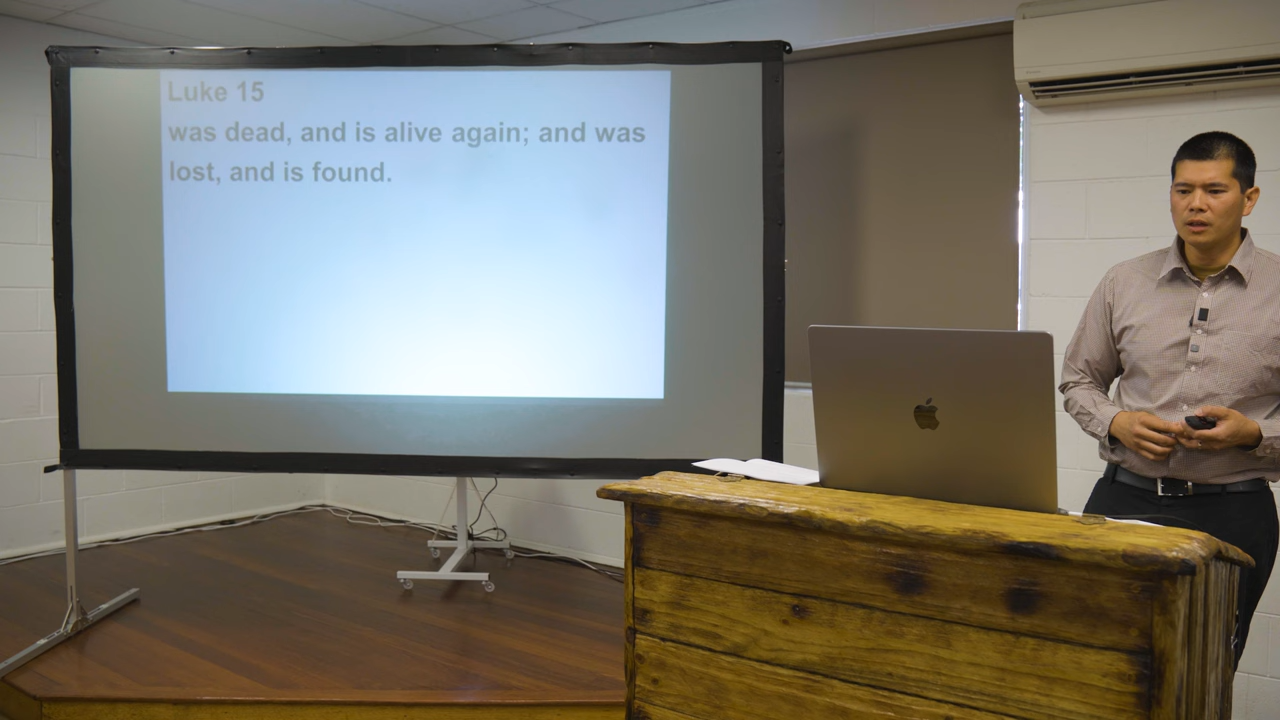 Luke 15
was dead, and is alive again; and was
lost, and is found.